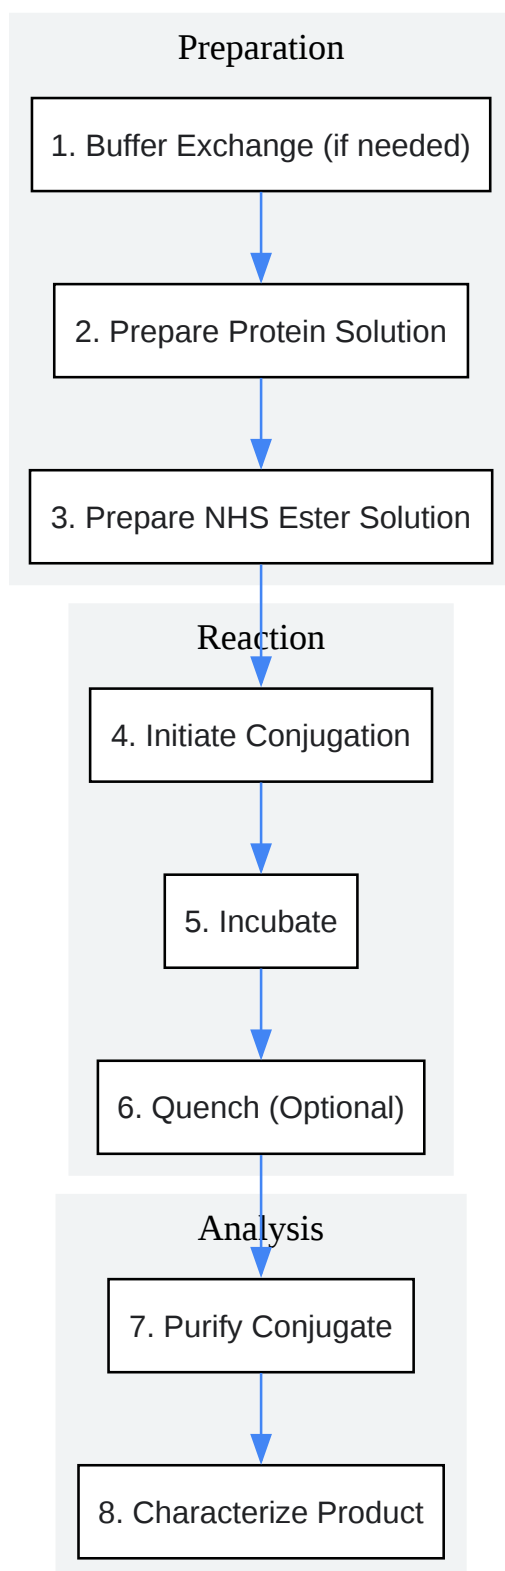 Preparation
1. Buffer Exchange (if needed)
2. Prepare Protein Solution
3. Prepare NHS Ester Solution
Reaction
4. Initiate Conjugation
5. Incubate
6. Quench (Optional)
Analysis
7. Purify Conjugate
8. Characterize Product